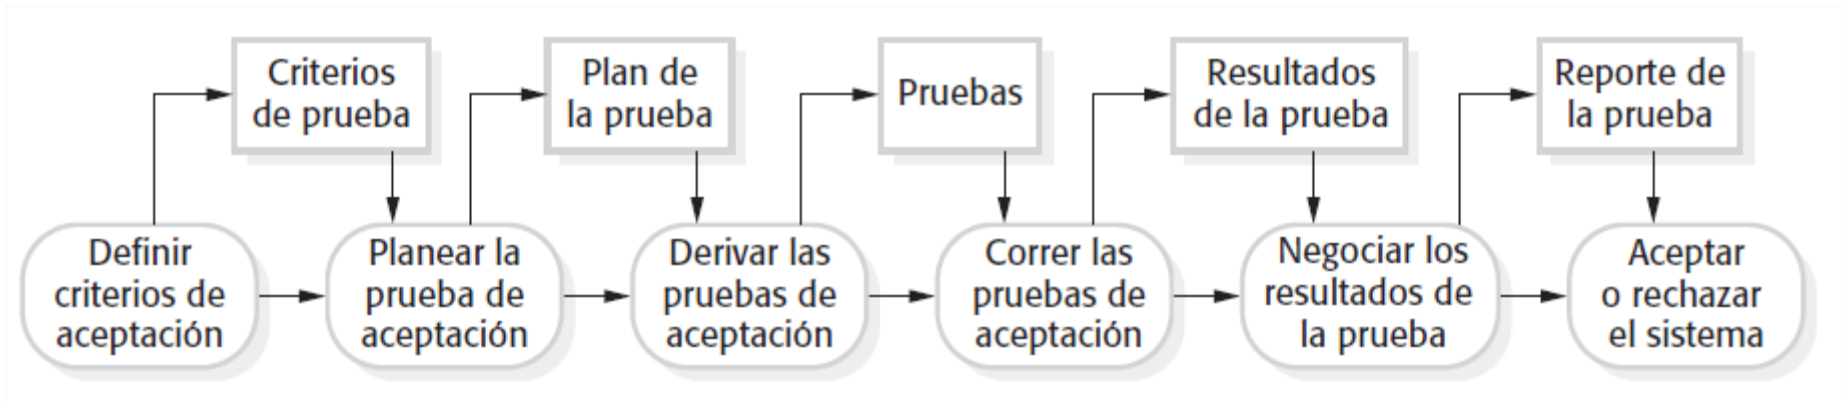 Criterios
de prueba
Plan de
la prueba
Pruebas
Resultados
de la prueba
Reporte de
la prueba
Definir
criterios de
aceptación
Planear la
prueba de
aceptación
Derivar las
pruebas de
aceptación
Correr las
pruebas de
aceptación
Negociar los
resultados de
la prueba
Aceptar
o rechazar
el sistema